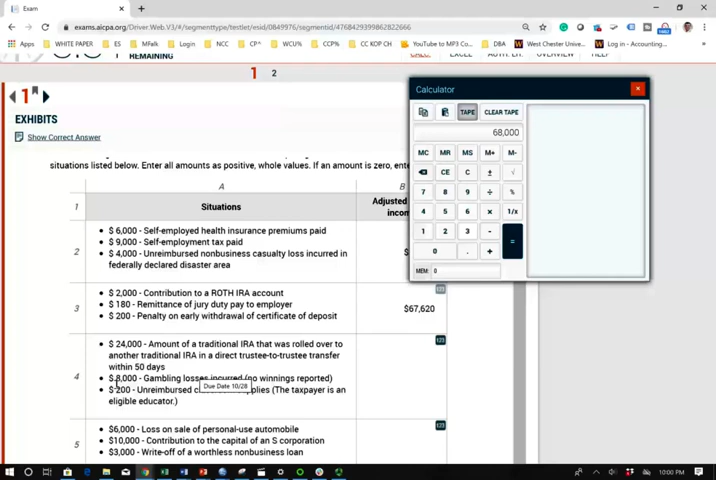 Exam
exams.aicpa.org/Driver.Web.V3/#/segmenttype/testlet/esid/0849976/segmentid/4768429399862822666
Apps WHITE PAPER ES MFalk Login NCC CP^ WCU% CCP% CC KOP CH YouTube to MP3 Co... DBA West Chester Unive... Log in ‹ Accounting...
REMAINING
OVERVIEW
1 2
1
EXHIBITS
Show Correct Answer
situations listed below. Enter all amounts as positive, whole values. If an amount is zero, ente
A B
1 Situations Adjusted
incom
2
• $ 6,000 - Self-employed health insurance premiums paid
• $ 9,000 - Self-employment tax paid
• $ 4,000 - Unreimbursed nonbusiness casualty loss incurred in
federally declared disaster area
$
3
• $ 2,000 - Contribution to a ROTH IRA account
• $ 180 - Remittance of jury duty pay to employer
• $ 200 - Penalty on early withdrawal of certificate of deposit
$67,620
123
4
• $ 24,000 - Amount of a traditional IRA that was rolled over to
another traditional IRA in a direct trustee-to-trustee transfer
within 50 days
• $ 8,000 - Gambling losses incurred (no winnings reported)
• $ 200 - Unreimbursed supplies (The taxpayer is an
eligible educator.)
123
Due Date 10/28
5
• $6,000 - Loss on sale of personal-use automobile
• $10,000 - Contribution to the capital of an S corporation
• $3,000 - Write-off of a worthless nonbusiness loan
123
Calculator
TAPE CLEAR TAPE
68,000
MC MR MS M+ M-
CE C ± √
7 8 9 ÷ %
4 5 6 × 1/x
1 2 3 - =
0 . +
MEM: 0
10:00 PM